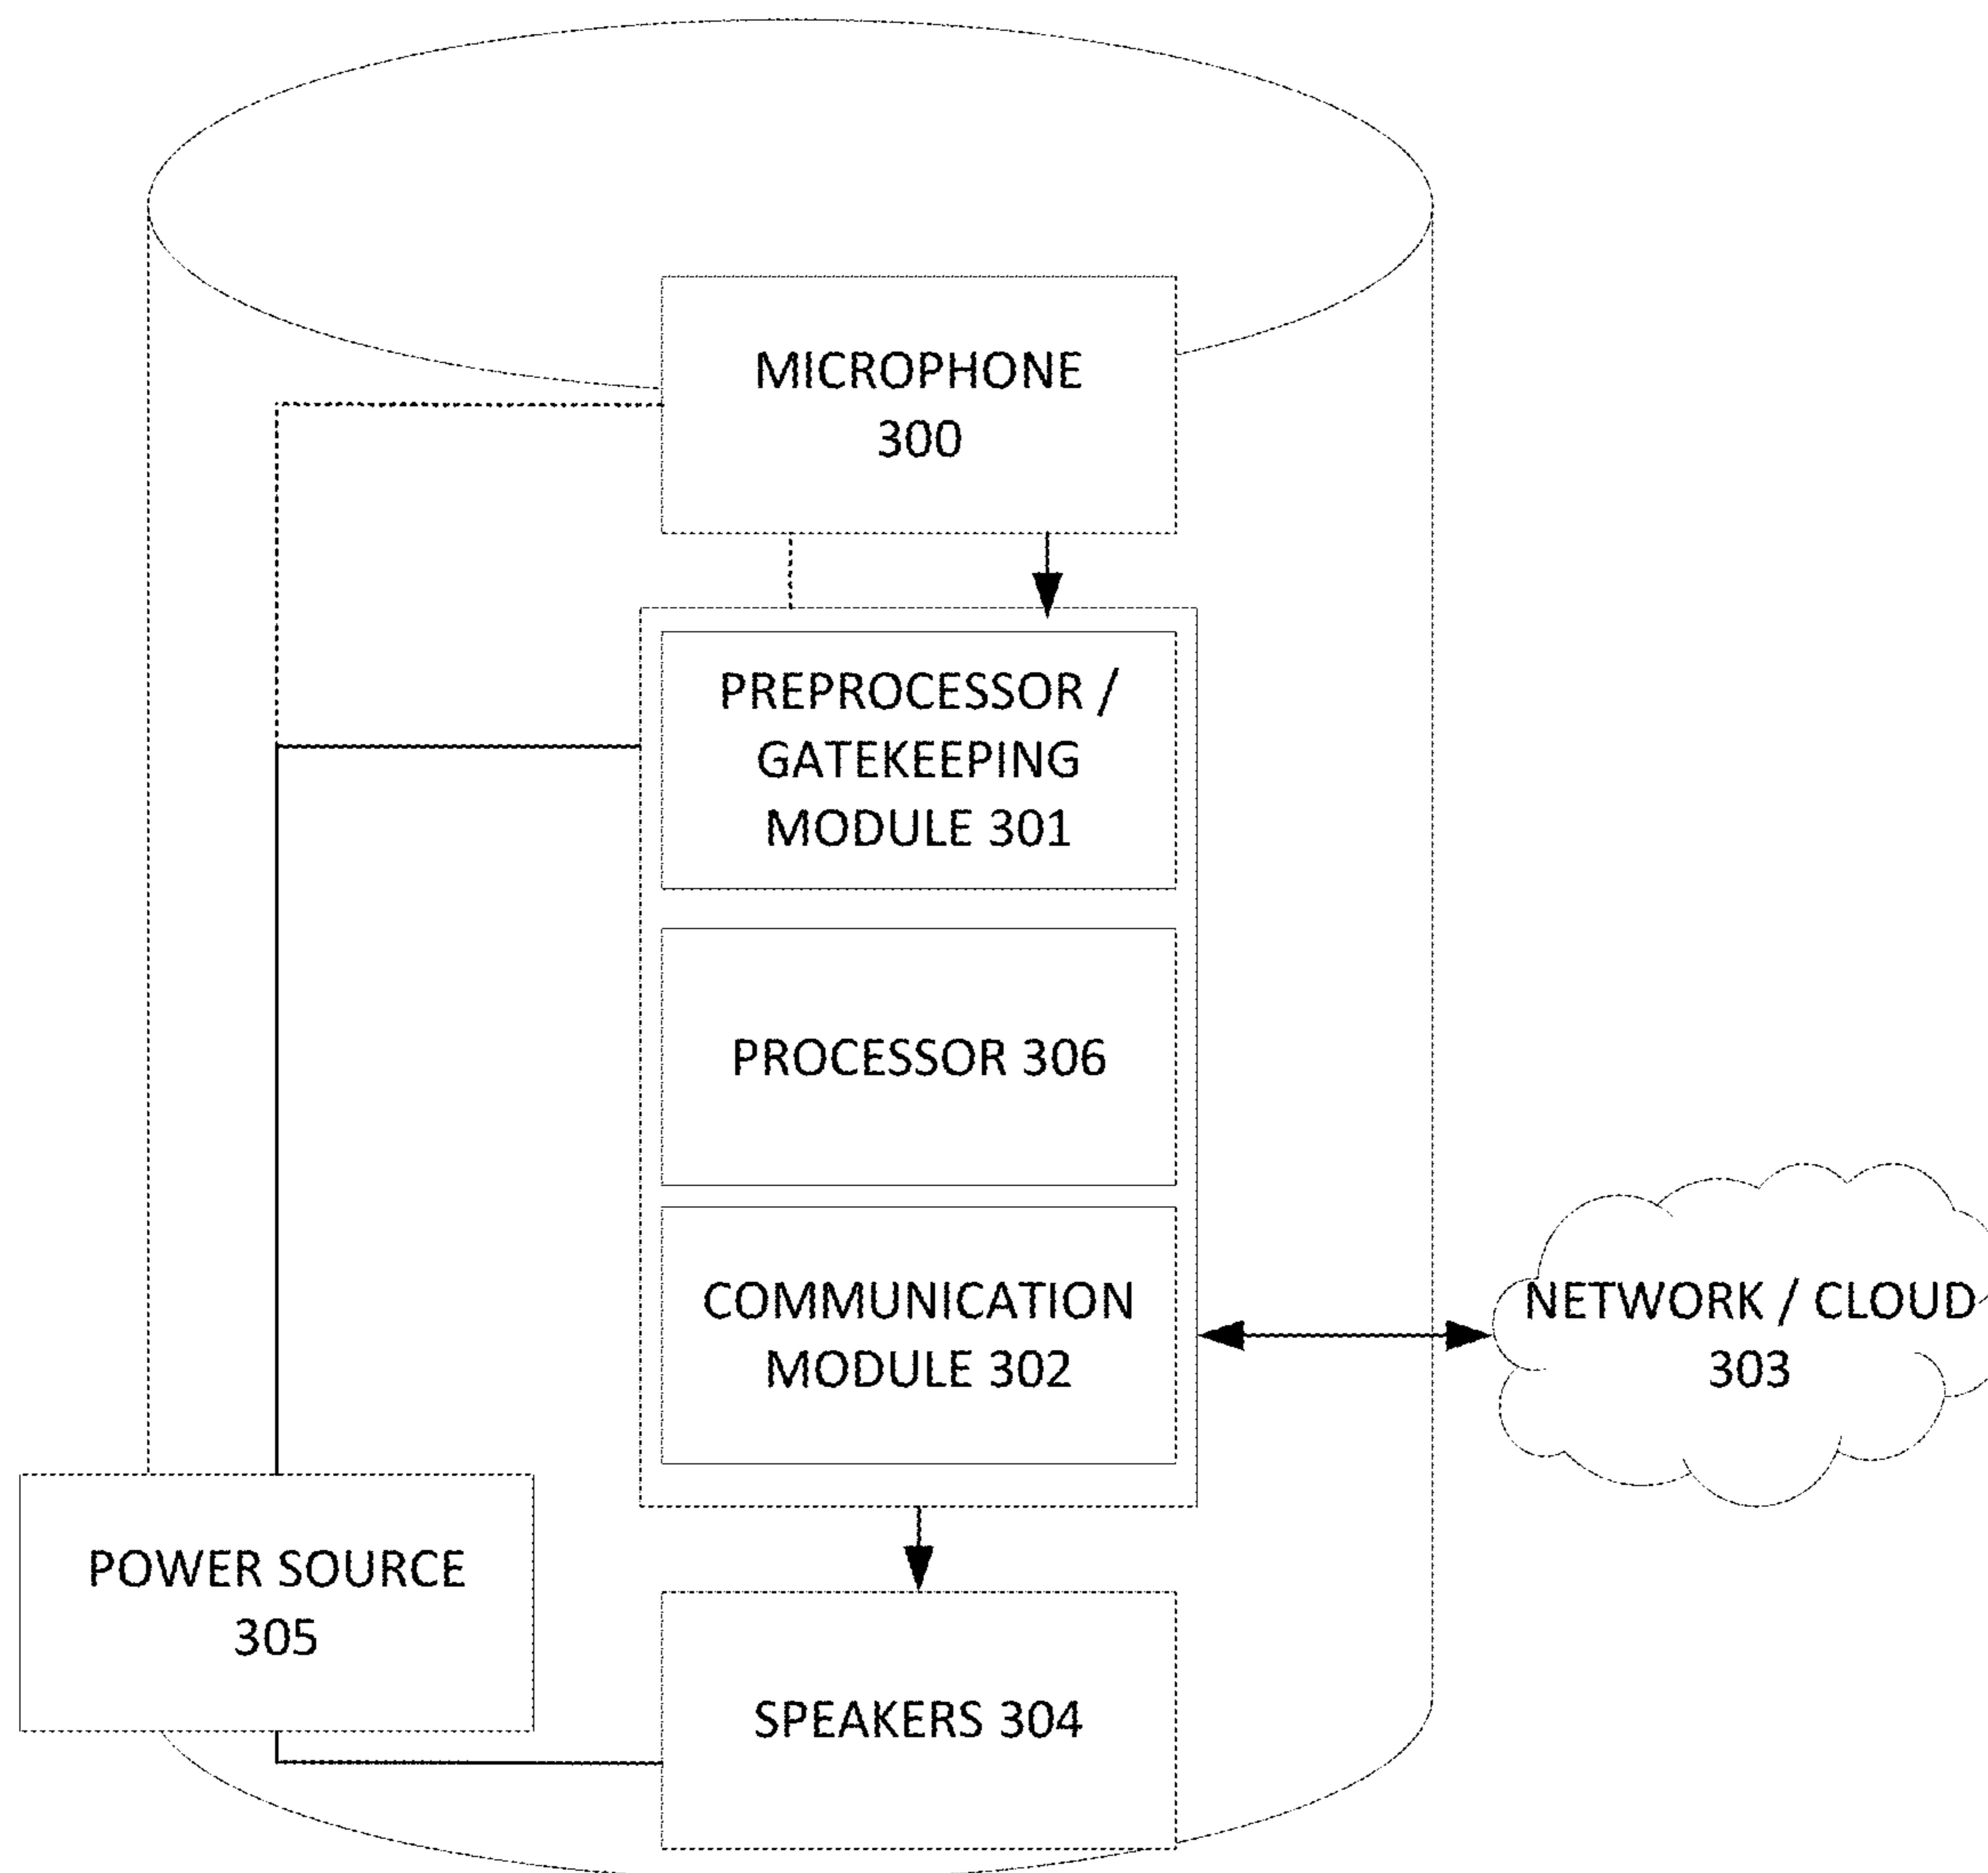 MICROPHONE
300
PREPROCESSOR /
GATEKEEPING
MODULE 301
PROCESSOR 306
COMMUNICATION
MODULE 302
NETWORK / CLOUD
303
POWER SOURCE
305
SPEAKERS 304